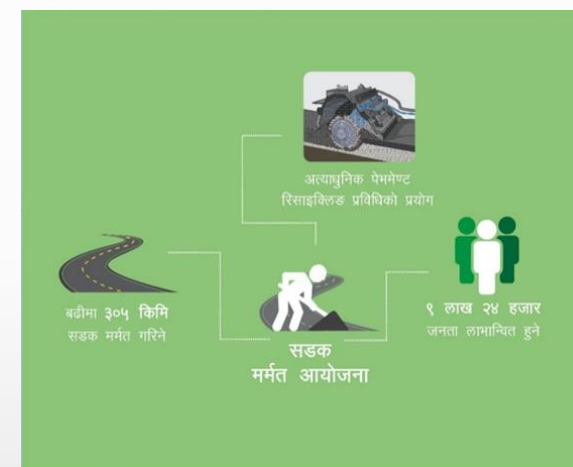 अत्याधुनिक पेभमेण्ट
रिसाइक्लिङ प्रविधिको प्रयोग
बढीमा ३०५ किमि
सडक मर्मत गरिने
९ लाख २४ हजार
जनता लाभान्वित हुने
सडक
मर्मत आयोजना